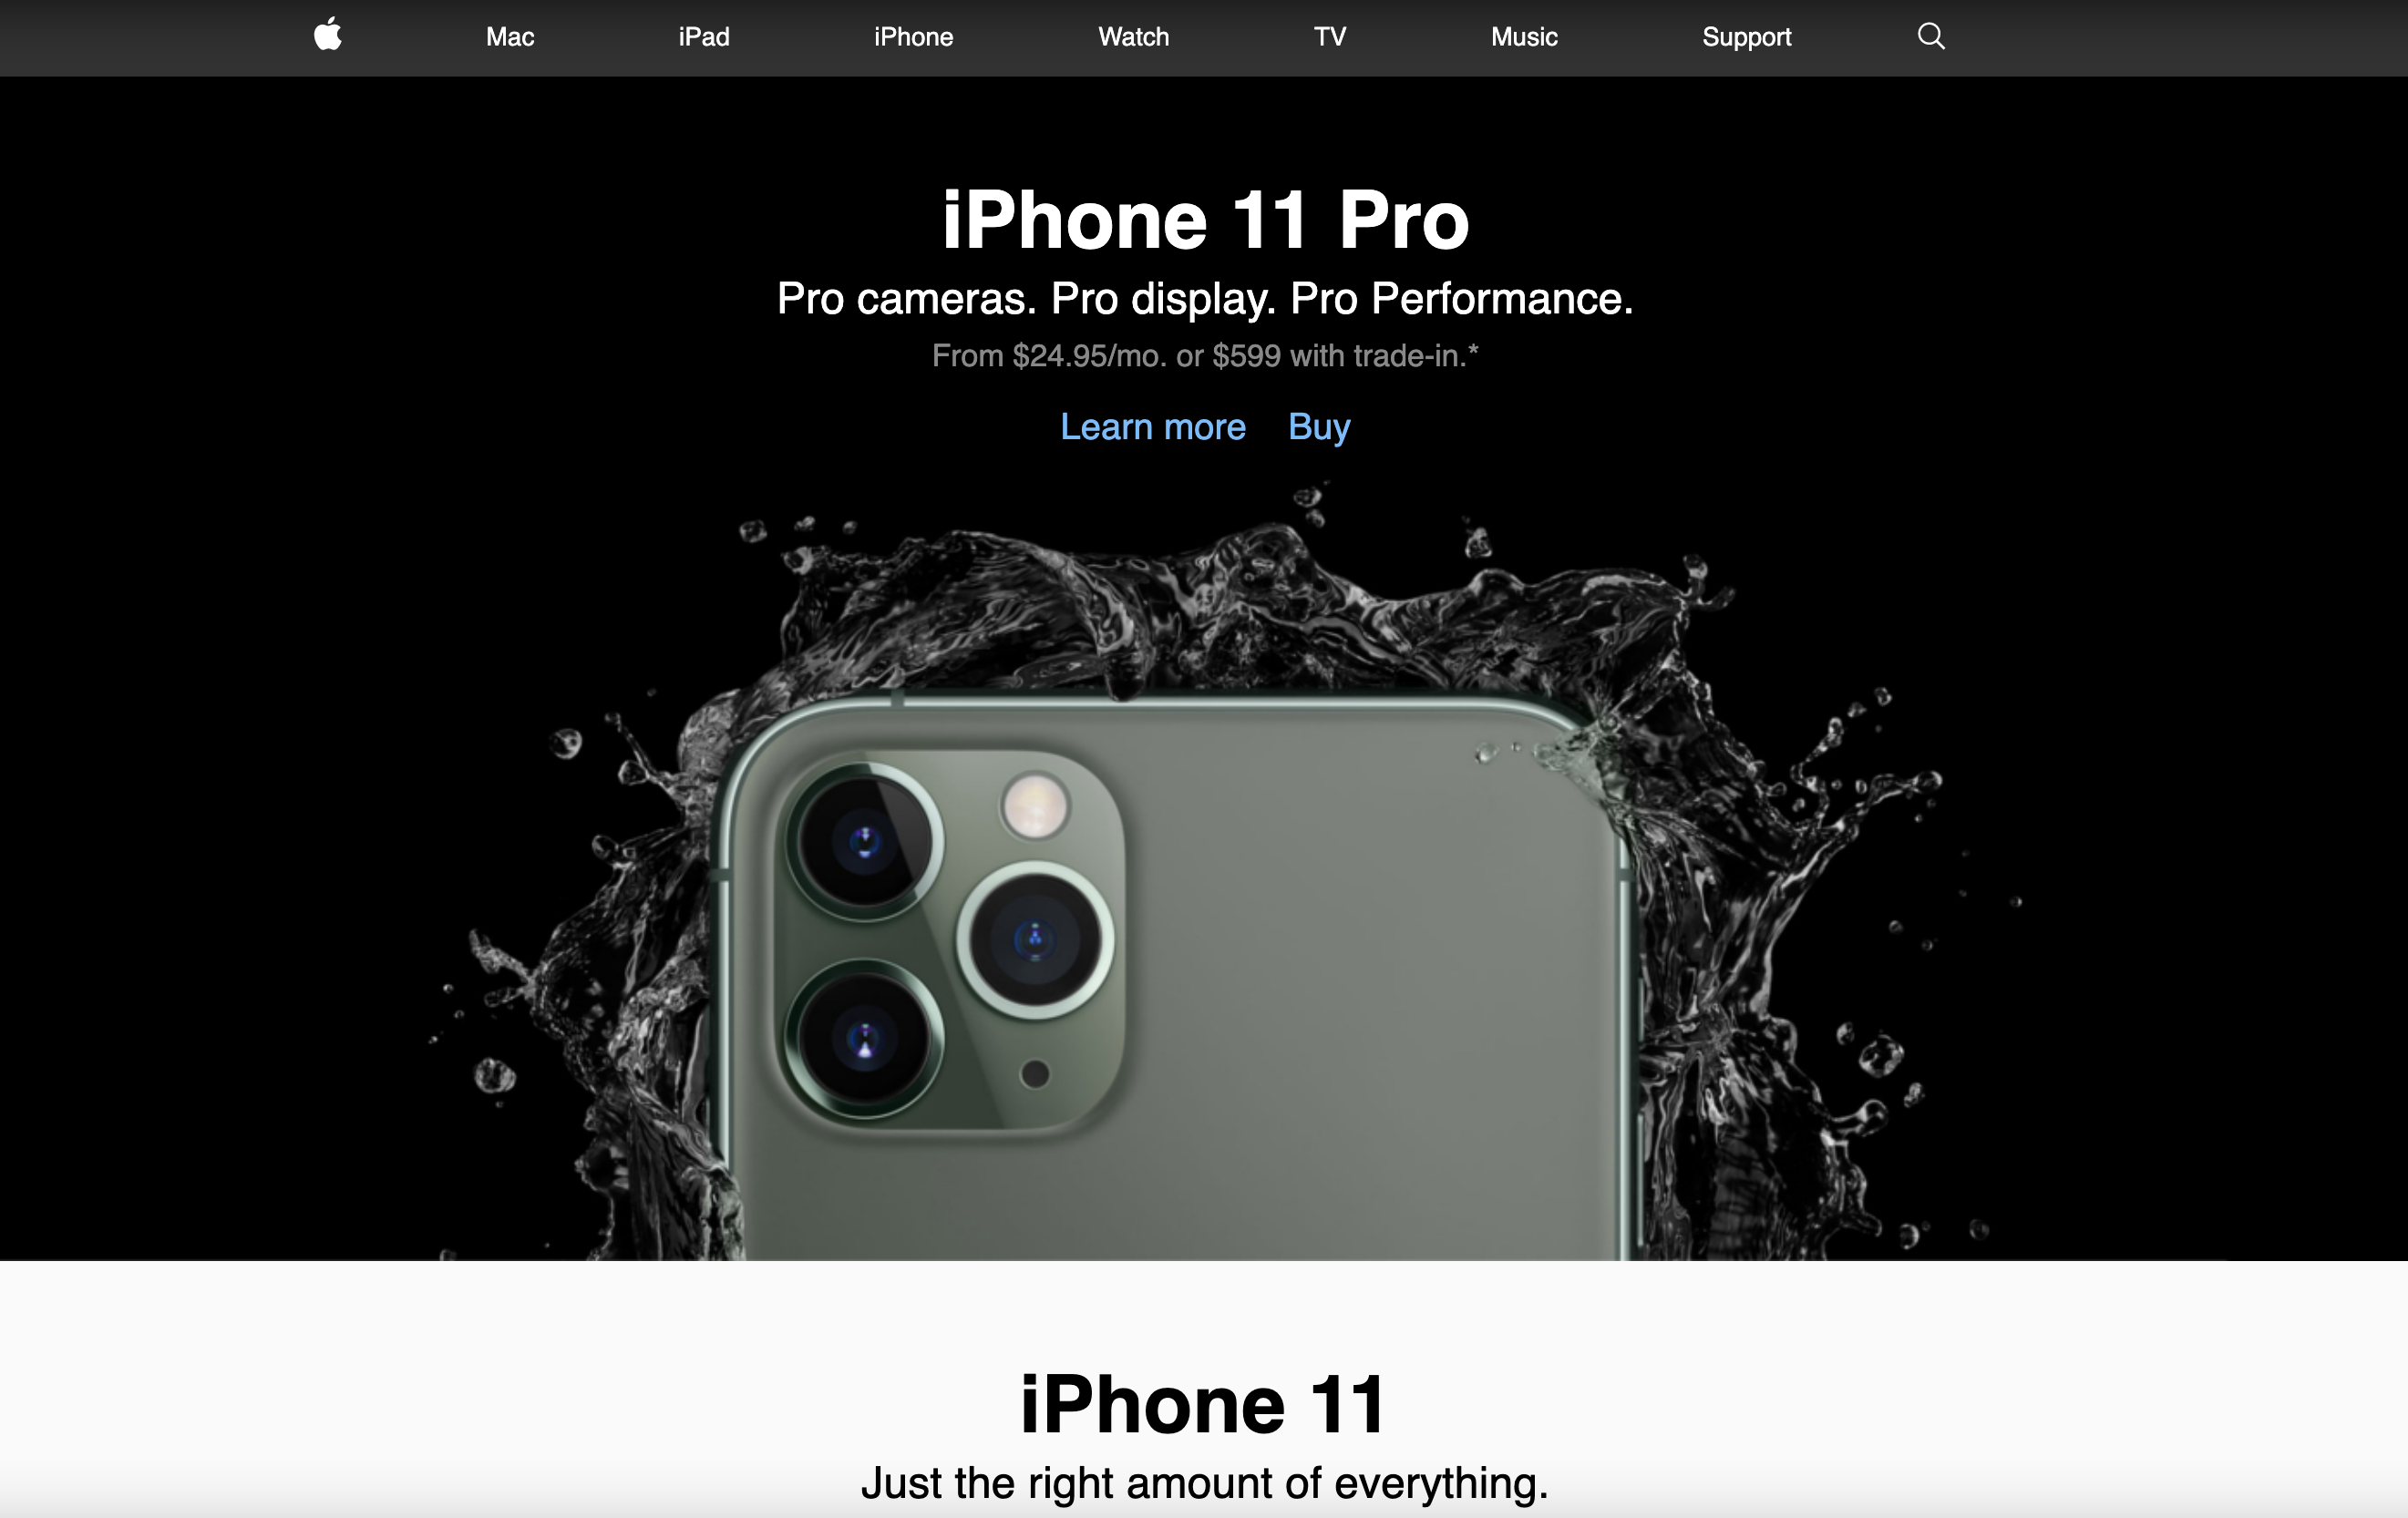 Mac iPad iPhone Watch TV Music Support
iPhone 11 Pro
Pro cameras. Pro display. Pro Performance.
From $24.95/mo. or $599 with trade-in.*
Learn more Buy
iPhone 11
Just the right amount of everything.